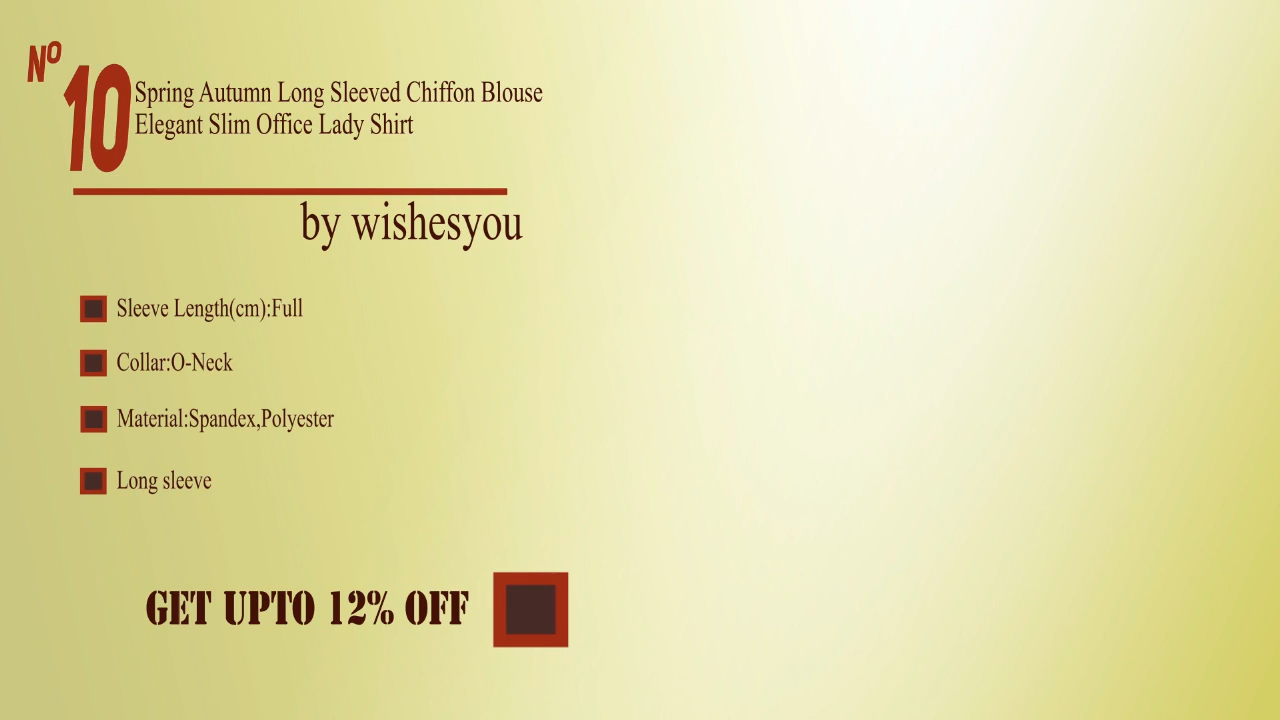 Nº
10
Spring Autumn Long Sleeved Chiffon Blouse
Elegant Slim Office Lady Shirt
by wishesyou
Sleeve Length(cm):Full
Collar:O-Neck
Material:Spandex,Polyester
Long sleeve
GET UPTO 12% OFF